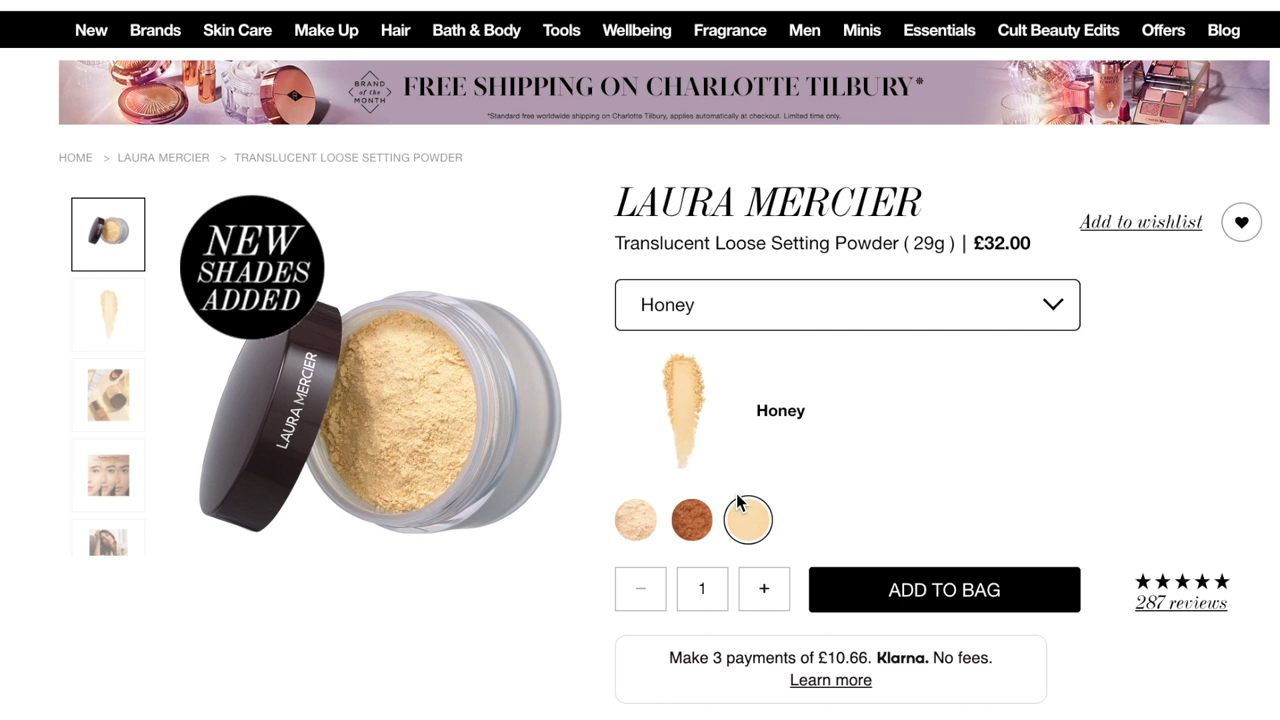 New Brands Skin Care Make Up Hair Bath & Body Tools Wellbeing Fragrance Men Minis Essentials Cult Beauty Edits Offers Blog
BRAND
of the
MONTH
FREE SHIPPING ON CHARLOTTE TILBURY*
*Standard free worldwide shipping on Charlotte Tilbury, applies automatically at checkout. Limited time only.
HOME > LAURA MERCIER > TRANSLUCENT LOOSE SETTING POWDER
NEW
SHADES
ADDED
LAURA MERCIER
LAURA MERCIER
Add to wishlist
Translucent Loose Setting Powder ( 29g ) | £32.00
Honey
Honey
− 1 +
ADD TO BAG
287 reviews
Make 3 payments of £10.66. Klarna. No fees.
Learn more